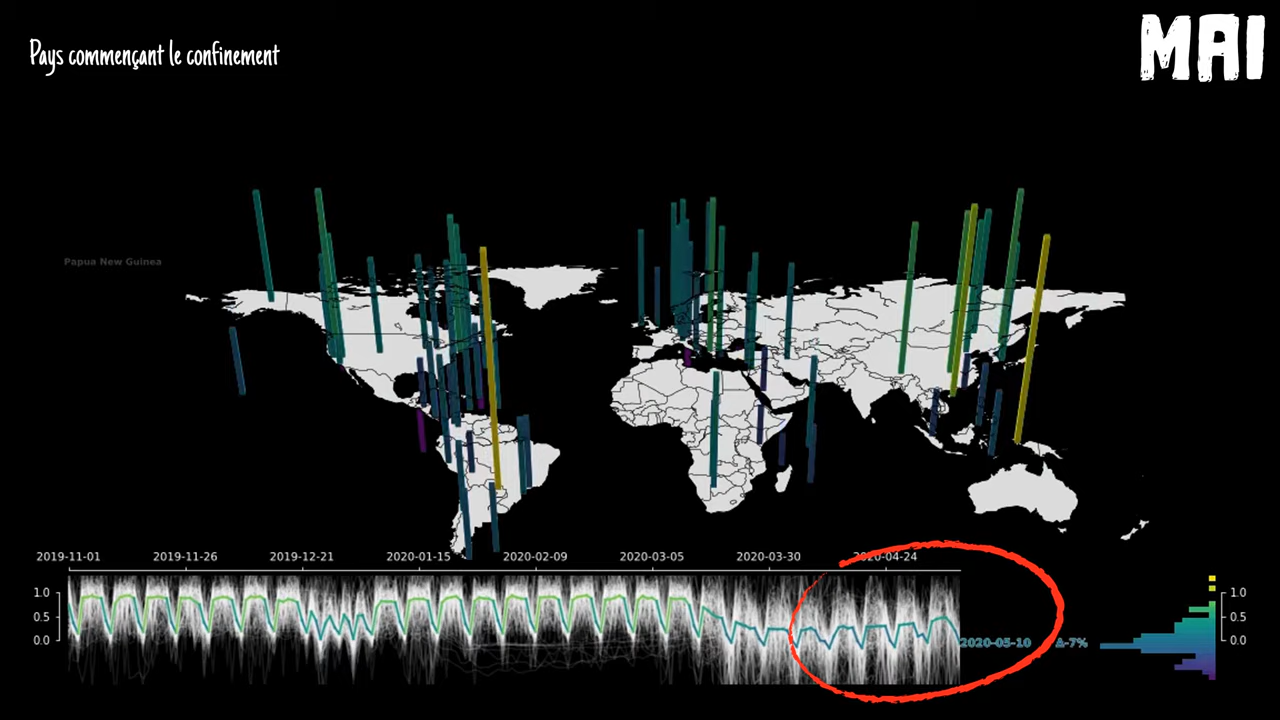 Pays commençant le confinement
MAI
Papua New Guinea
2019-11-01 2019-11-26 2019-12-21 2020-01-15 2020-02-09 2020-03-05 2020-03-30 2020-04-24
1.0
0.5
0.0
2020-05-10 Δ-7%
1.0
0.5
0.0